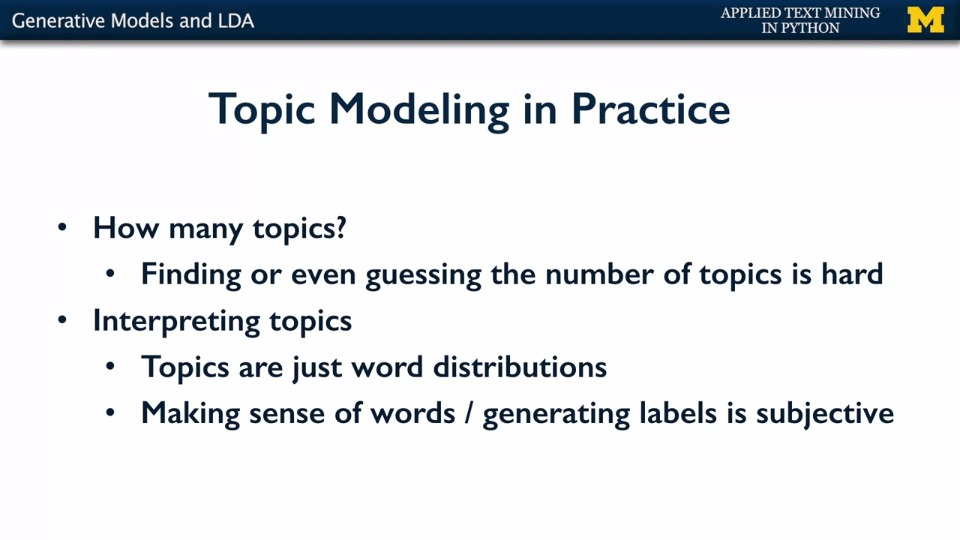 Generative Models and LDA
APPLIED TEXT MINING
IN PYTHON
M
Topic Modeling in Practice
• How many topics?
• Finding or even guessing the number of topics is hard
• Interpreting topics
• Topics are just word distributions
• Making sense of words / generating labels is subjective